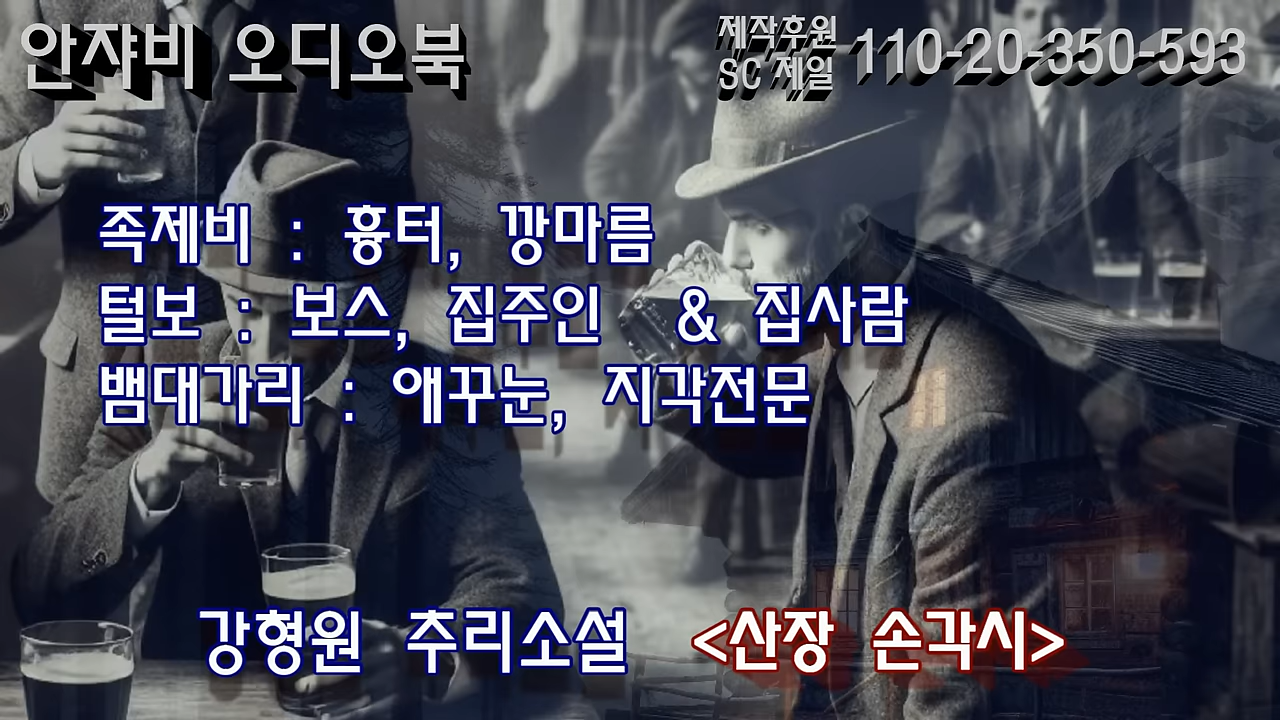 안쟈비 오디오북
제작후원
SC 제일
110-20-350-593
족제비 : 흉터, 깡마름
털보 : 보스, 집주인 & 집사람
뱀대가리 : 애꾸눈, 지각전문
강형원 추리소설 <산장 손각시>